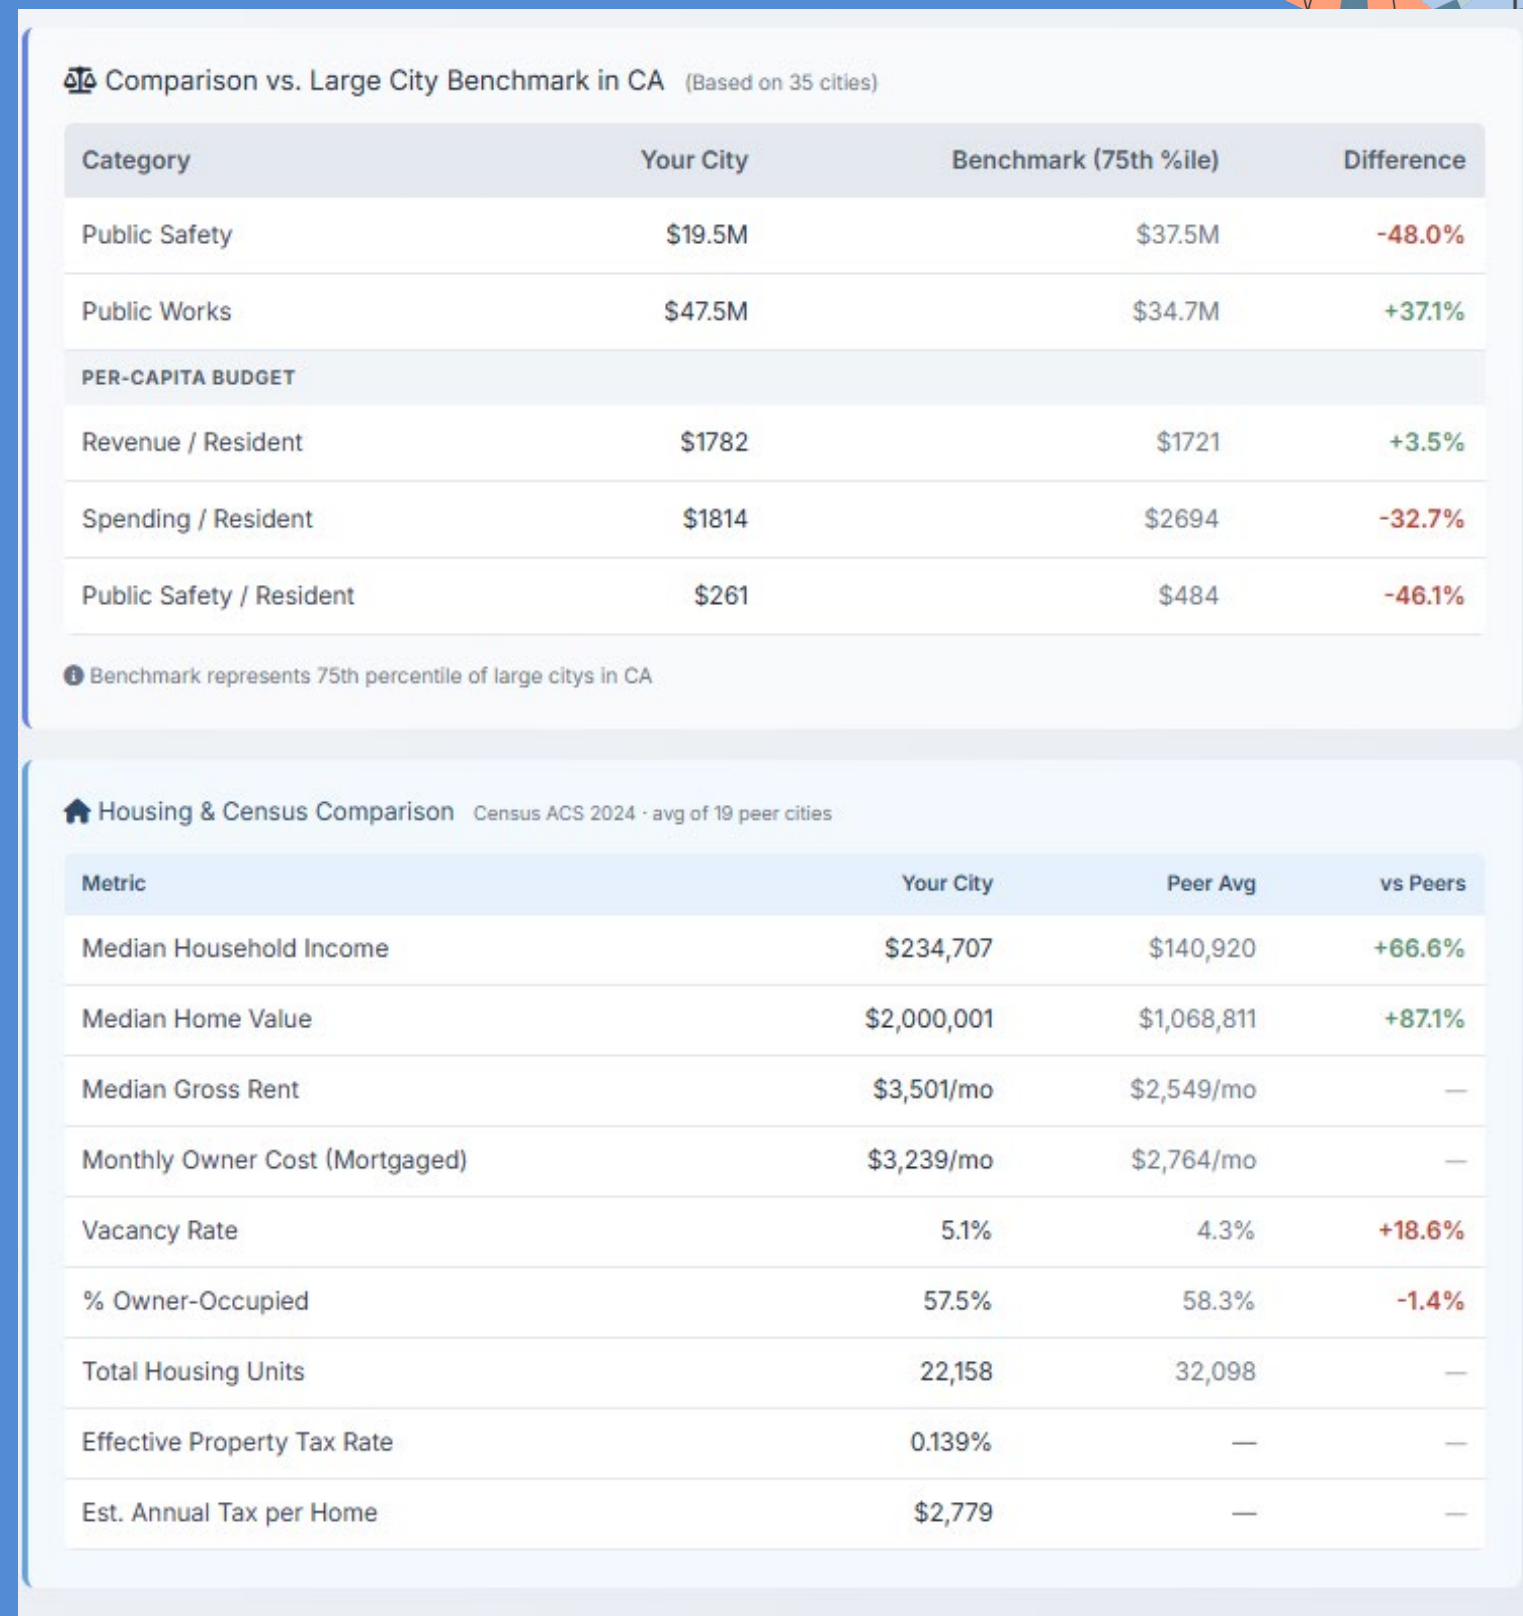 Comparison vs. Large City Benchmark in CA (Based on 35 cities)
Category Your City Benchmark (75th %ile) Difference
Public Safety $19.5M $37.5M -48.0%
Public Works $47.5M $34.7M +37.1%
PER-CAPITA BUDGET
Revenue / Resident $1782 $1721 +3.5%
Spending / Resident $1814 $2694 -32.7%
Public Safety / Resident $261 $484 -46.1%
Benchmark represents 75th percentile of large citys in CA
Housing & Census Comparison Census ACS 2024 · avg of 19 peer cities
Metric Your City Peer Avg vs Peers
Median Household Income $234,707 $140,920 +66.6%
Median Home Value $2,000,001 $1,068,811 +87.1%
Median Gross Rent $3,501/mo $2,549/mo —
Monthly Owner Cost (Mortgaged) $3,239/mo $2,764/mo —
Vacancy Rate 5.1% 4.3% +18.6%
% Owner-Occupied 57.5% 58.3% -1.4%
Total Housing Units 22,158 32,098 —
Effective Property Tax Rate 0.139% — —
Est. Annual Tax per Home $2,779 — —